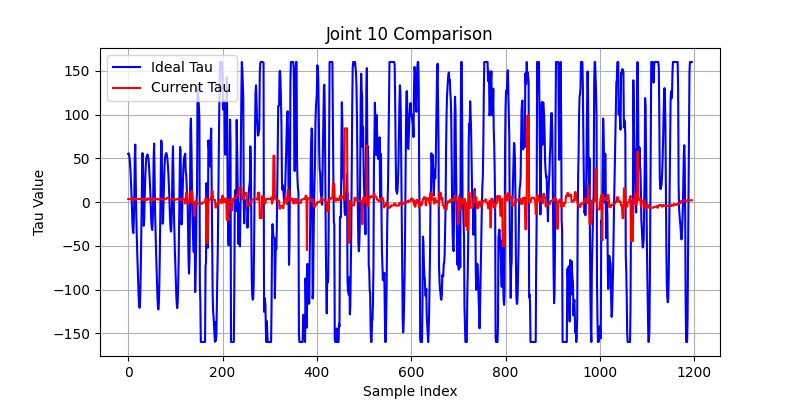 Joint 10 Comparison
Ideal Tau
Current Tau
Tau Value
150
100
50
0
−50
−100
−150
0
200
400
600
800
1000
1200
Sample Index